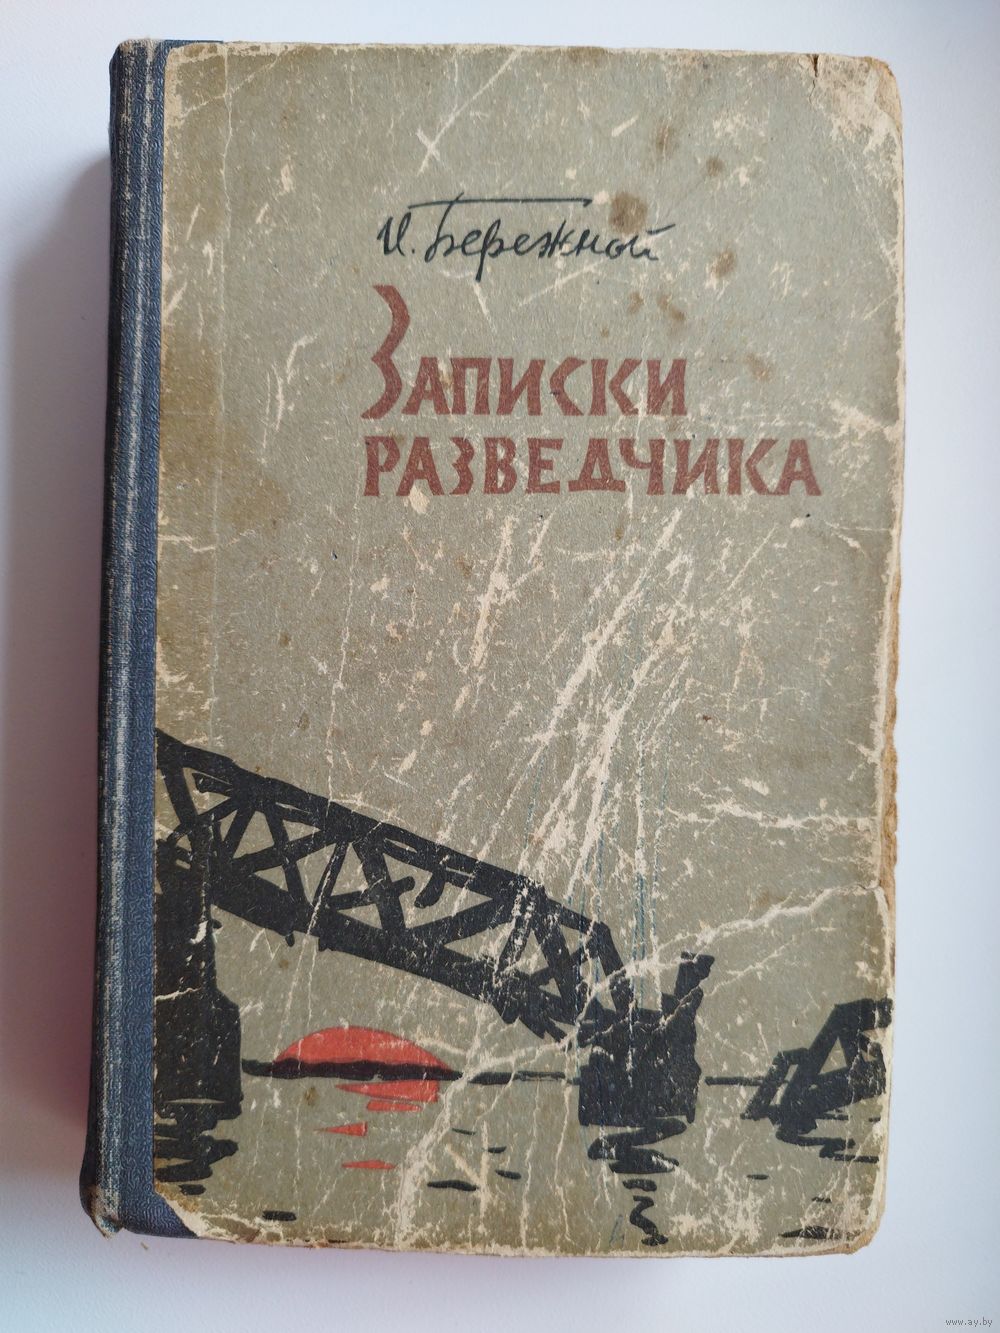 И. Бережной
Записки
разведчика
www.ay.by